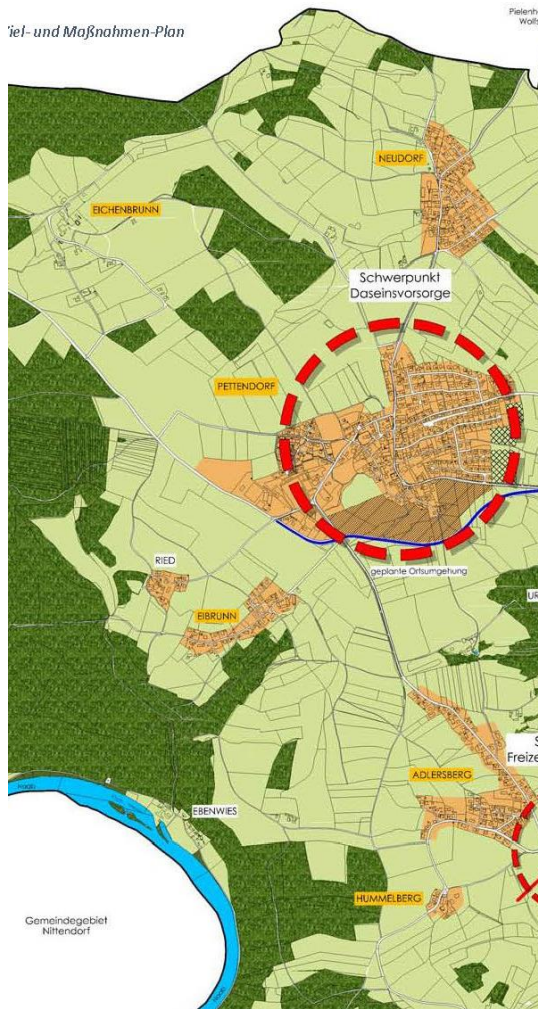 iel- und Maßnahmen-Plan
Pielenh
Wolfs
NEUDORF
EICHENBRUNN
Schwerpunkt
Daseinsvorsorge
PETTENDORF
geplante Ortsumgehung
RIED
UR
EIBRUNN
S
Freize
ADLERSBERG
EBENWIES
HUMMELBERG
Gemeindegebiet
Nittendorf